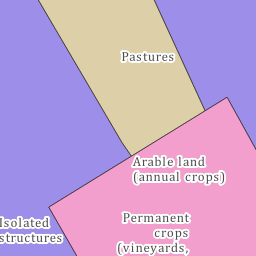 Pastures
Arable land
(annual crops)
Isolated
structures
Permanent
crops
(vineyards,